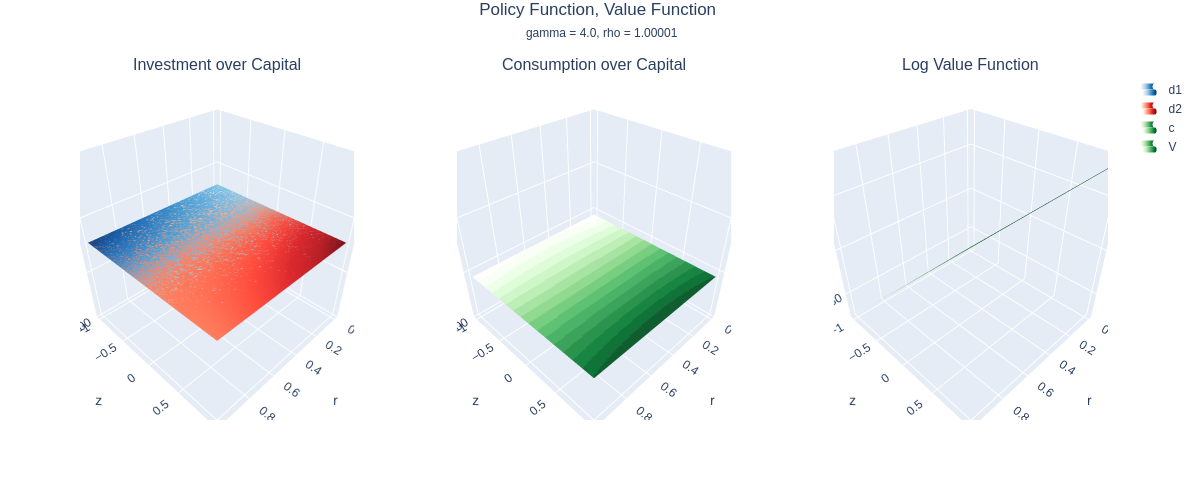 Policy Function, Value Function
gamma = 4.0, rho = 1.00001
Investment over Capital
Consumption over Capital
Log Value Function
d1
d2
c
V
−0.5
0
0.5
z
0.2
0.4
0.6
0.8
r
−0.5
0
0.5
z
0.2
0.4
0.6
0.8
r
−1
−0.5
0
0.5
z
0.2
0.4
0.6
0.8
r